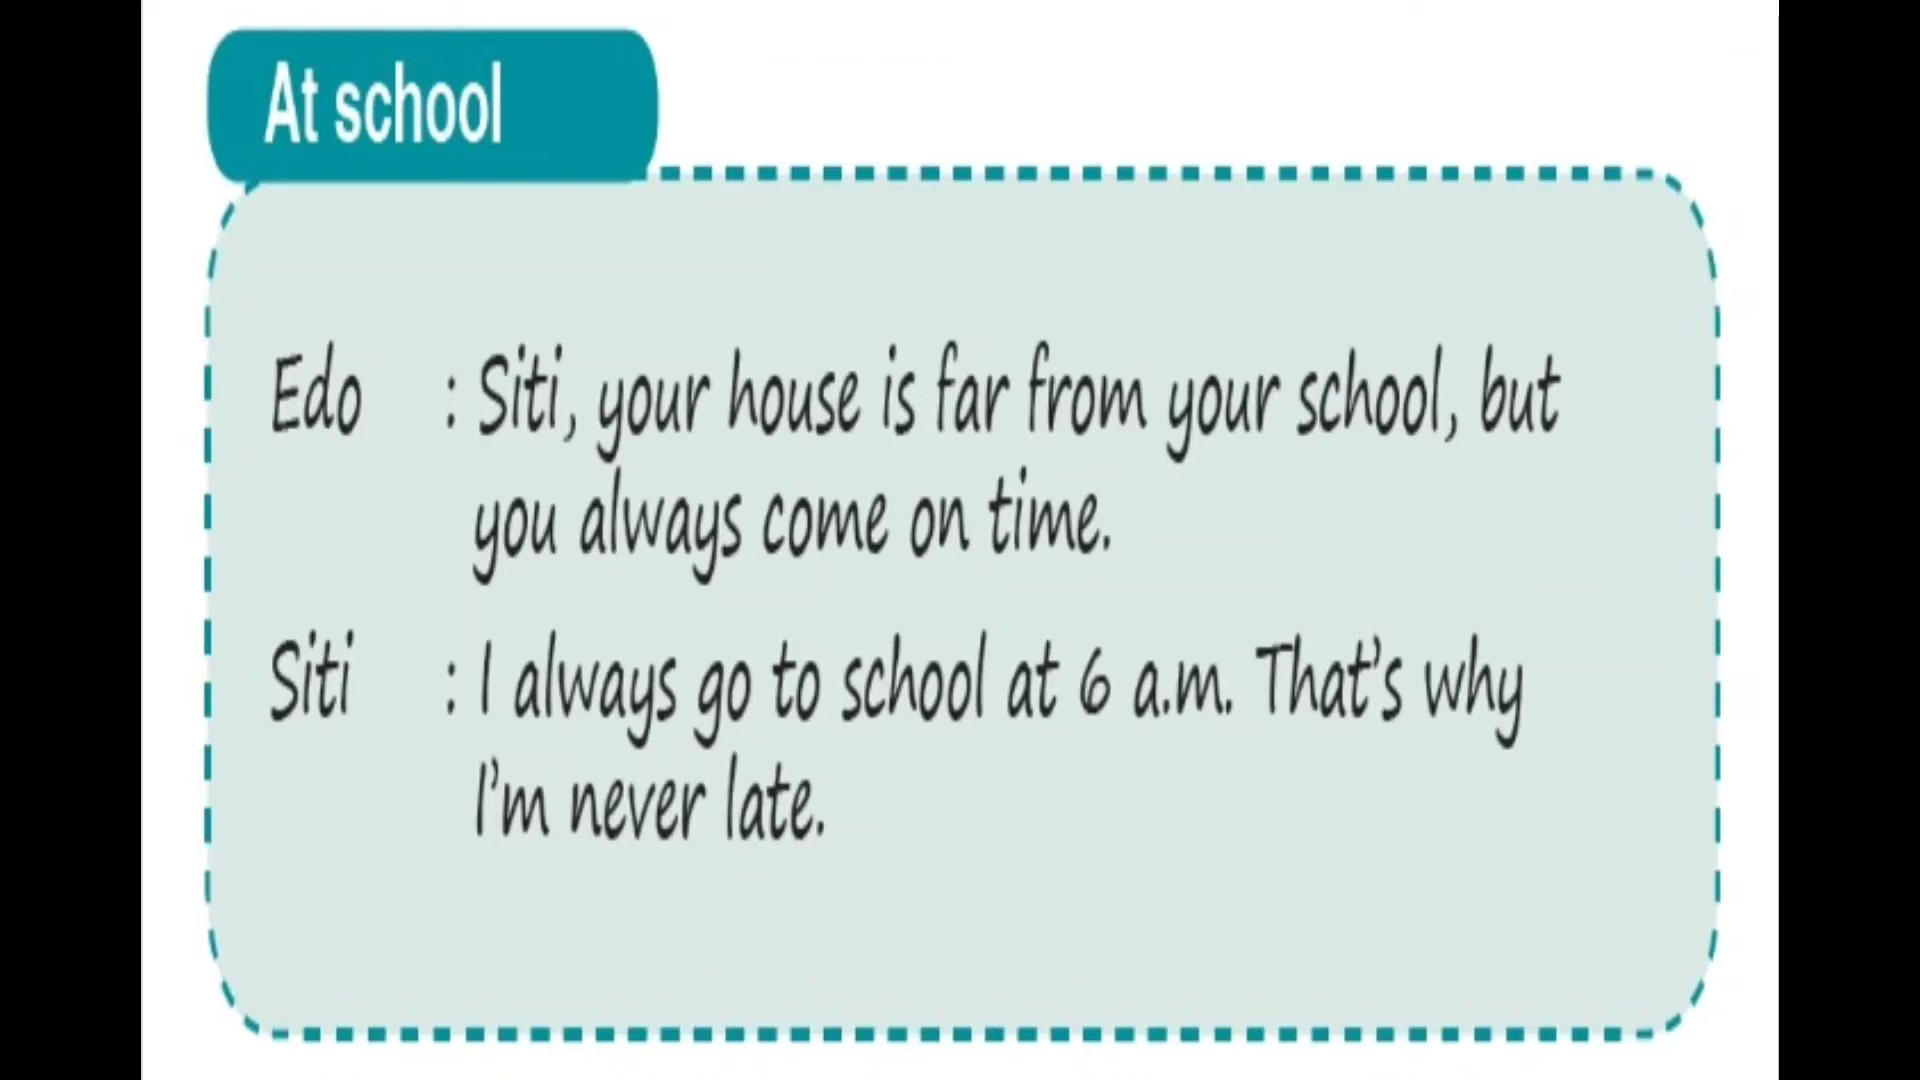 At school
Edo : Siti, your house is far from your school, but
you always come on time.
Siti : I always go to school at 6 a.m. That's why
I'm never late.